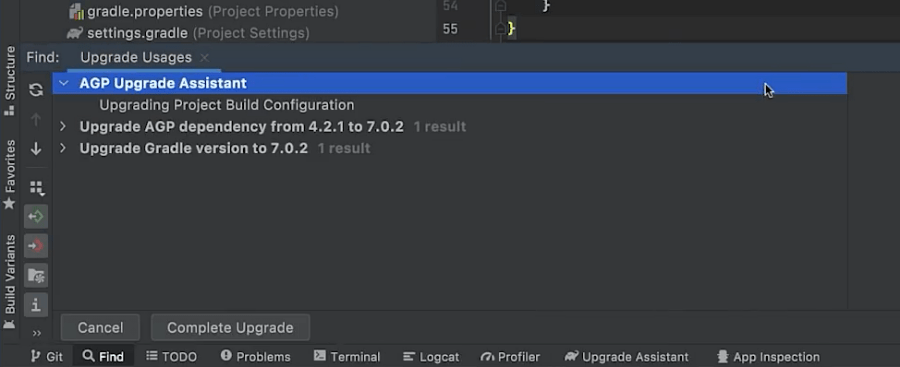 gradle.properties (Project Properties)
settings.gradle (Project Settings)
54 }
55 }
Find: Upgrade Usages ×
AGP Upgrade Assistant
Upgrading Project Build Configuration
Upgrade AGP dependency from 4.2.1 to 7.0.2 1 result
Upgrade Gradle version to 7.0.2 1 result
Structure
Favorites
Build Variants
Cancel Complete Upgrade
Git Find TODO Problems Terminal Logcat Profiler Upgrade Assistant App Inspection